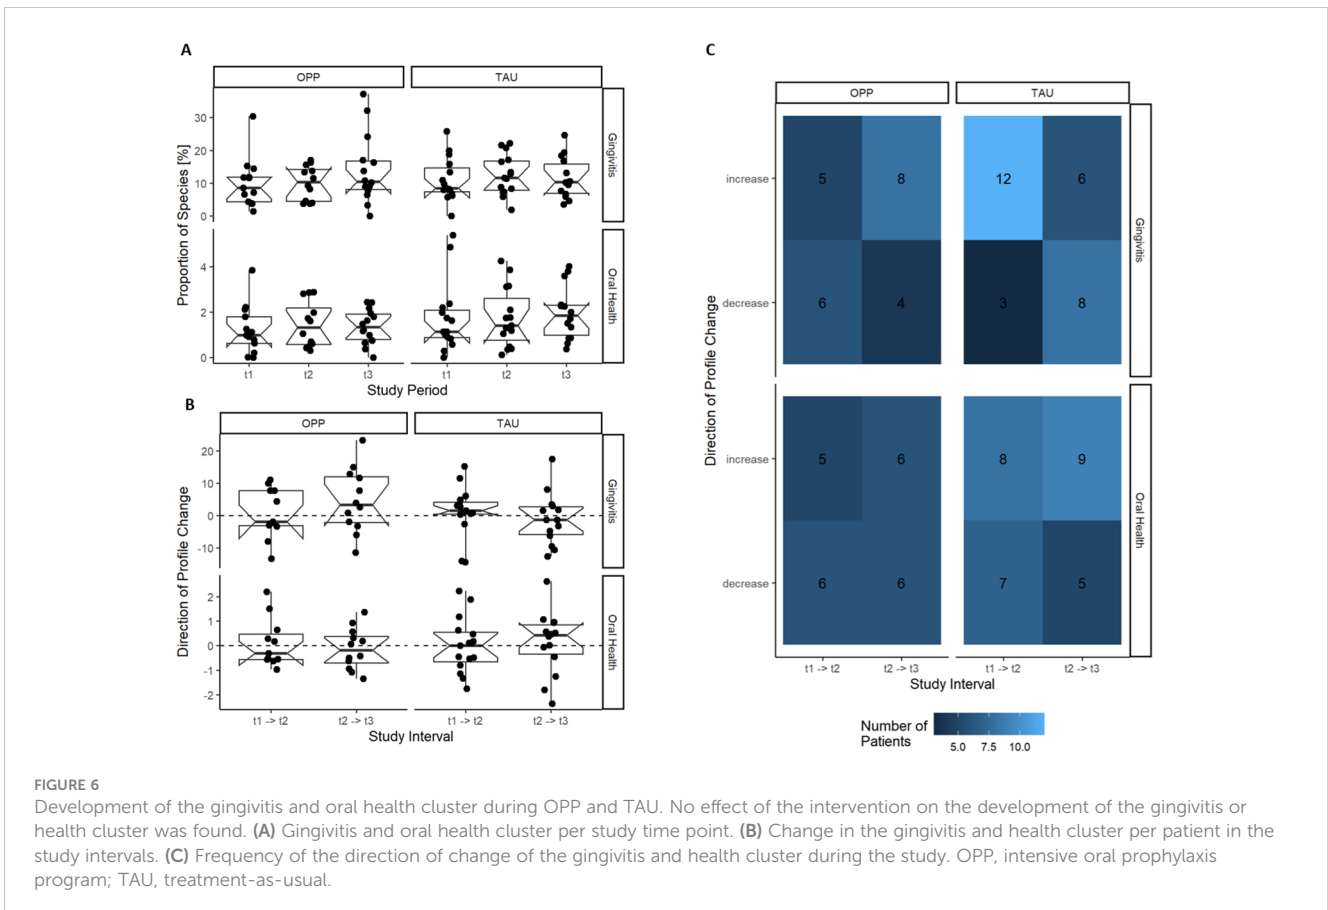 A
OPP
TAU
Proportion of Species [%]
30
20
10
0
Gingivitis
4
2
0
Oral Health
t1
t2
t3
t1
t2
t3
Study Period
B
OPP
TAU
Direction of Profile Change
20
10
0
-10
Gingivitis
2
1
0
-1
-2
Oral Health
t1 -> t2
t2 -> t3
t1 -> t2
t2 -> t3
Study Interval
C
OPP
TAU
Direction of Profile Change
increase
5
8
12
6
decrease
6
4
3
8
Gingivitis
increase
5
6
8
9
decrease
6
6
7
5
Oral Health
t1 -> t2
t2 -> t3
t1 -> t2
t2 -> t3
Study Interval
Number of
Patients
5.0 7.5 10.0
FIGURE 6
Development of the gingivitis and oral health cluster during OPP and TAU. No effect of the intervention on the development of the gingivitis or
health cluster was found. (A) Gingivitis and oral health cluster per study time point. (B) Change in the gingivitis and health cluster per patient in the
study intervals. (C) Frequency of the direction of change of the gingivitis and health cluster during the study. OPP, intensive oral prophylaxis
program; TAU, treatment-as-usual.